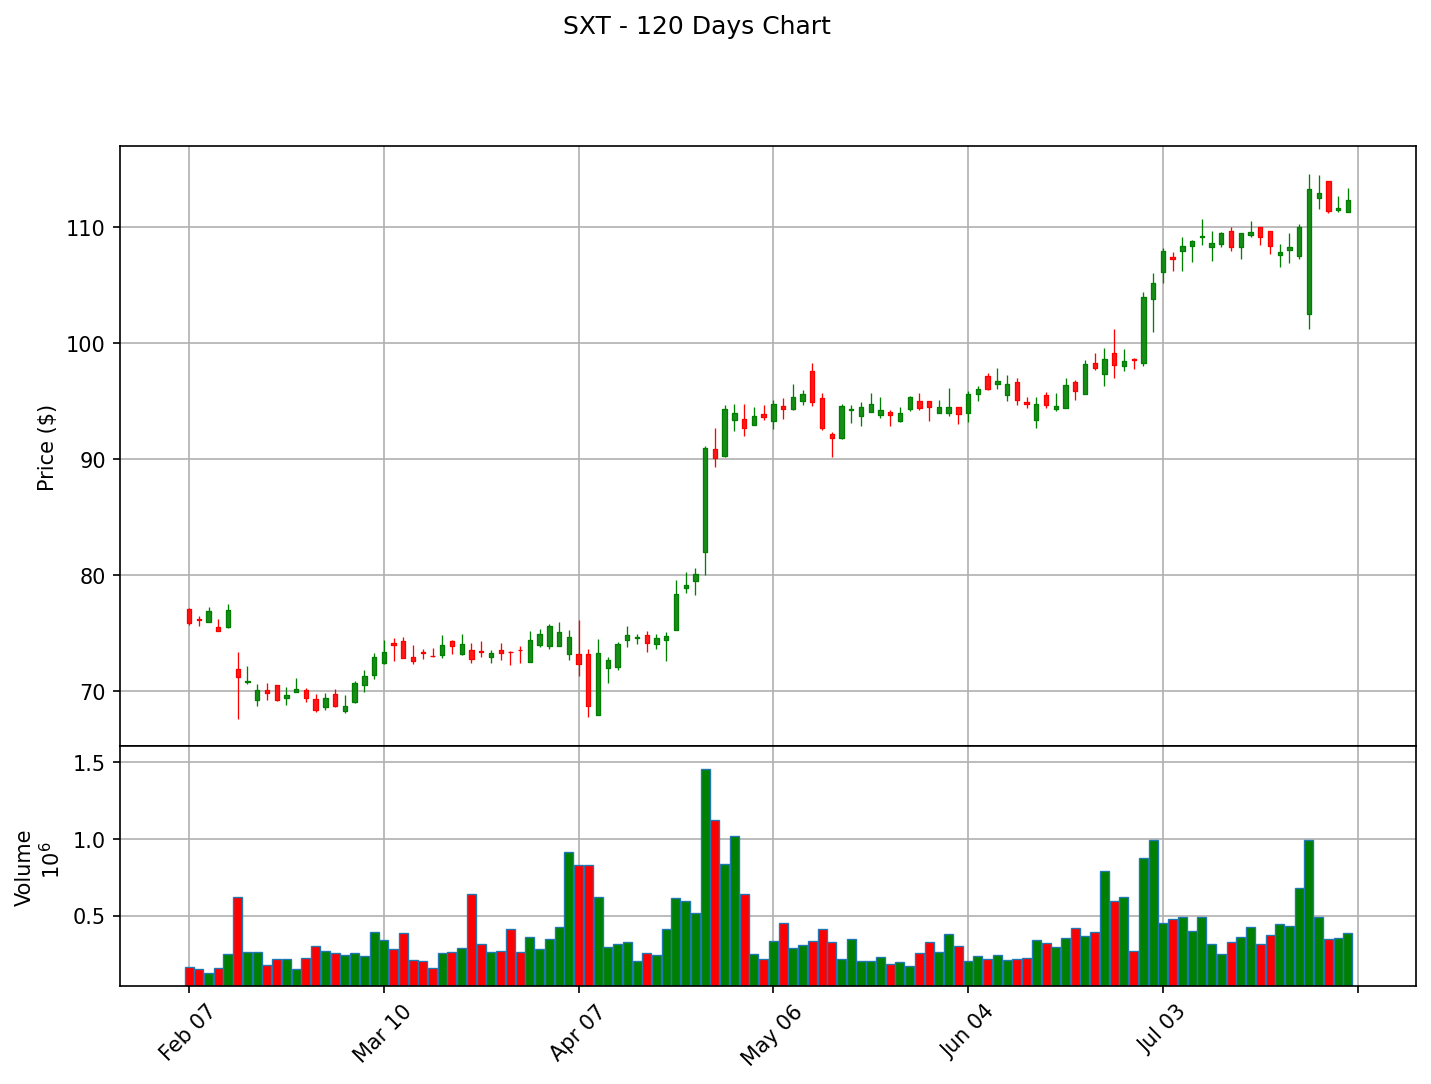 SXT - 120 Days Chart
Price ($)
110
100
90
80
70
Volume
10⁶
1.5
1.0
0.5
Feb 07
Mar 10
Apr 07
May 06
Jun 04
Jul 03